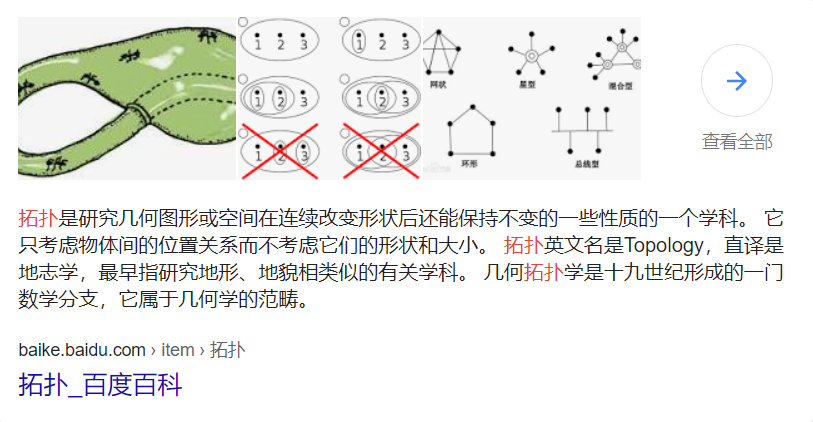 1 2 3
1 2 3
1 2 3
1 2 3
1 2 3
1 2 3
网状
星型
混合型
环形
总线型
查看全部
拓扑是研究几何图形或空间在连续改变形状后还能保持不变的一些性质的一个学科。 它
只考虑物体间的位置关系而不考虑它们的形状和大小。 拓扑英文名是Topology，直译是
地志学，最早指研究地形、地貌相类似的有关学科。 几何拓扑学是十九世纪形成的一门
数学分支，它属于几何学的范畴。
baike.baidu.com › item › 拓扑
拓扑_百度百科